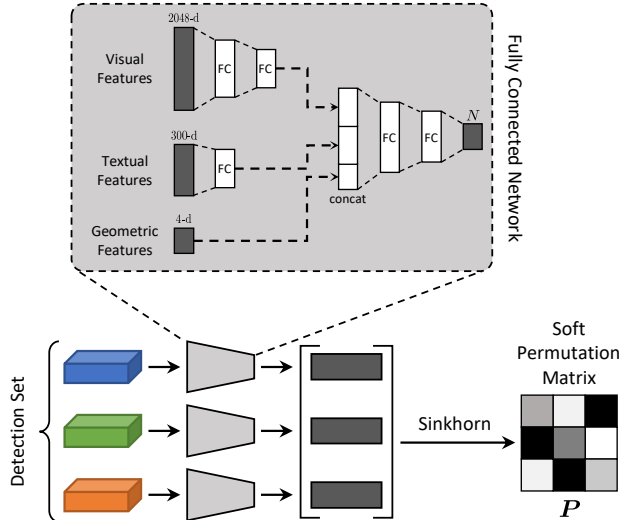 2048-d
Visual
Features
FC
FC
300-d
Textual
Features
FC
4-d
Geometric
Features
concat
FC
FC
N
Fully Connected Network
Detection Set
Sinkhorn
Soft
Permutation
Matrix
P